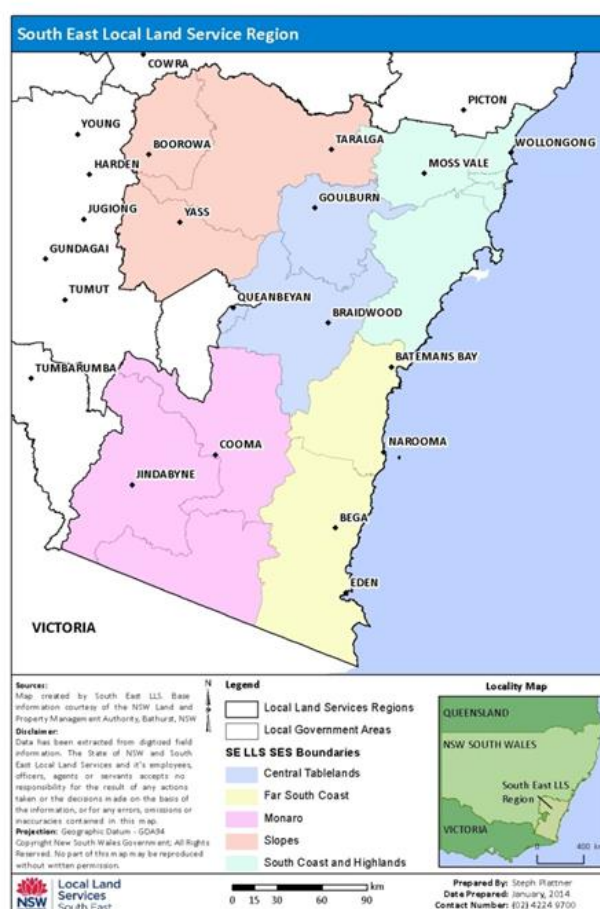 South East Local Land Service Region
COWRA
PICTON
YOUNG
BOOROWA
TARALGA
WOLLONGONG
HARDEN
MOSS VALE
GOULBURN
JUGIONG
YASS
GUNDAGAI
TUMUT
QUEANBEYAN
BRAIDWOOD
BATEMANS BAY
TUMBARUMBA
COOMA
NAROOMA
JINDABYNE
BEGA
EDEN
VICTORIA
Sources:
Map created by South East LLS. Base
information courtesy of the NSW Land and
Property Management Authority, Bathurst, NSW
Disclaimer:
Data has been extracted from digitized field
information. The State of NSW and South
East Local Land Services and it's employees,
officers, agents or servants accepts no
responsibility for the result of any actions
taken or the decisions made on the basis of
the information, or for any errors, omissions or
inaccuracies contained in this map.
Projection: Geographic Datum - GDA94
Copyright New South Wales Government; All Rights
Reserved. No part of this map may be reproduced
without written permission.
N
Legend
Local Land Services Regions
Local Government Areas
SE LLS SES Boundaries
Central Tablelands
Far South Coast
Monaro
Slopes
South Coast and Highlands
Locality Map
QUEENSLAND
NSW SOUTH WALES
South East LLS
Region
VICTORIA
0 400 k
NSW
GOVERNMENT
Local Land
Services
South East
km
0 15 30 60 90
Prepared By: Steph Plattner
Date Prepared: January, 2014
Contact Number: (02) 4224 9700